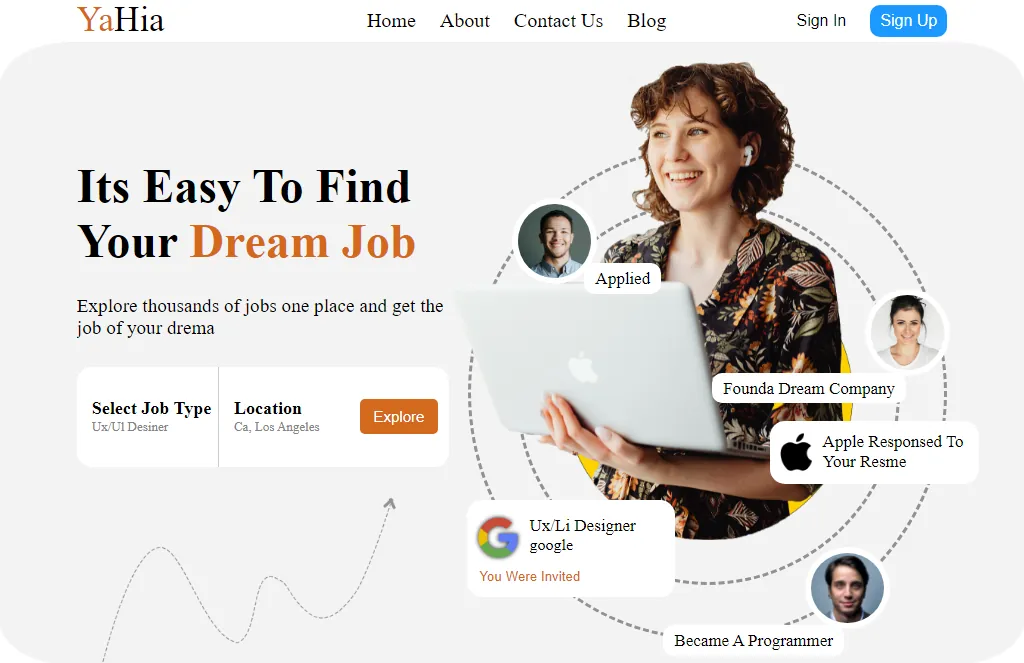 YaHia
Home About Contact Us Blog
Sign In Sign Up
Its Easy To Find
Your Dream Job
Explore thousands of jobs one place and get the
job of your drema
Select Job Type
Ux/Ul Desiner
Location
Ca, Los Angeles
Explore
Applied
Founda Dream Company
Apple Responsed To
Your Resme
Ux/Li Designer
google
You Were Invited
Became A Programmer